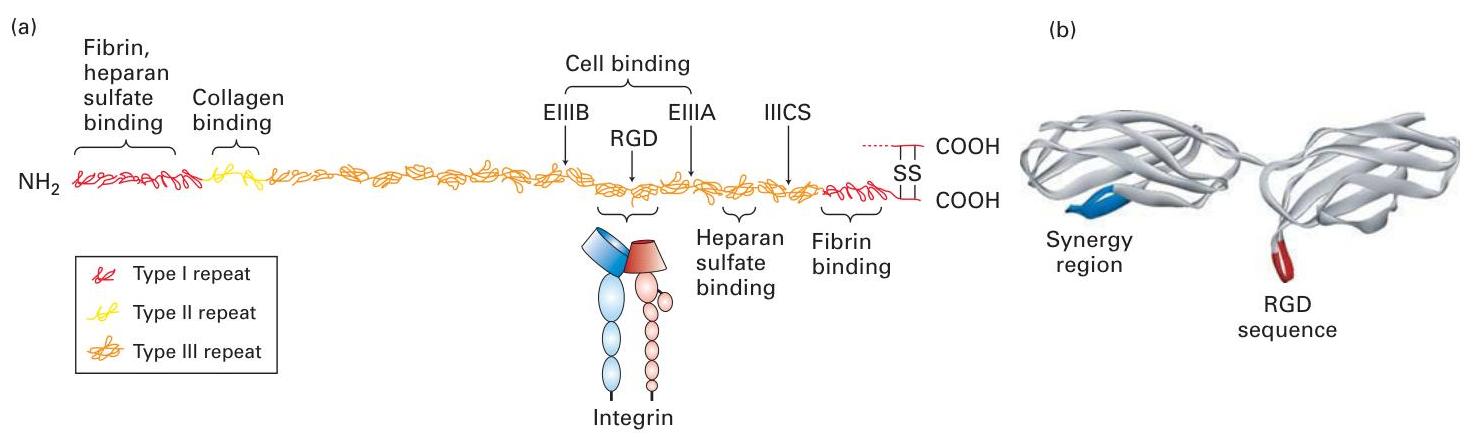 (a)
Fibrin,
heparan
sulfate
binding
Collagen
binding
Cell binding
EIIIB
RGD
EIIIA
IIICS
NH2
COOH
SS
COOH
Heparan
sulfate
binding
Fibrin
binding
Integrin
Type I repeat
Type II repeat
Type III repeat
(b)
Synergy
region
RGD
sequence